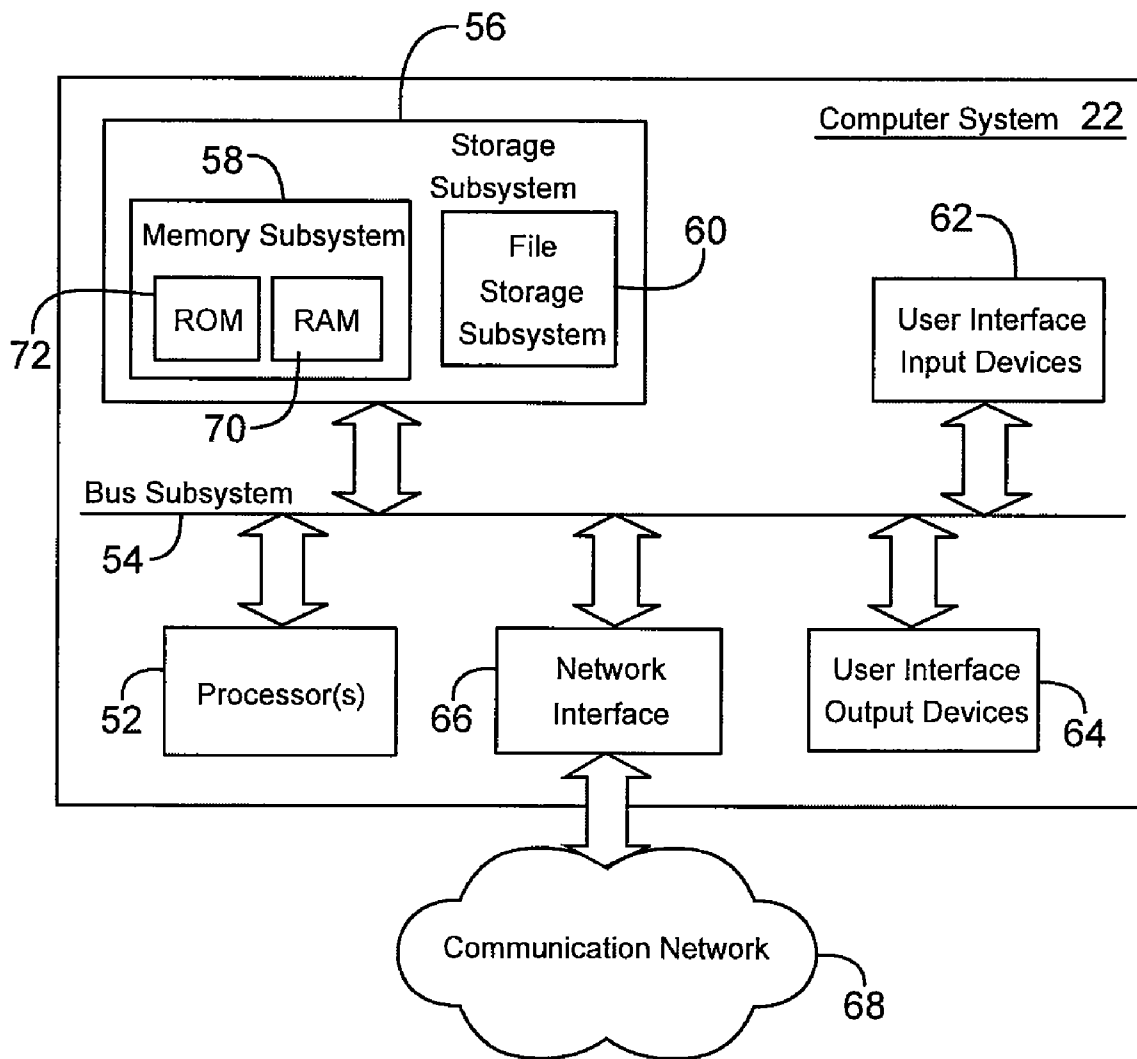 56
Computer System 22
Storage
Subsystem
58
Memory Subsystem
ROM
RAM
72
70
File
Storage
Subsystem
60
62
User Interface
Input Devices
Bus Subsystem
54
Processor(s)
52
Network
Interface
66
User Interface
Output Devices
64
Communication Network
68